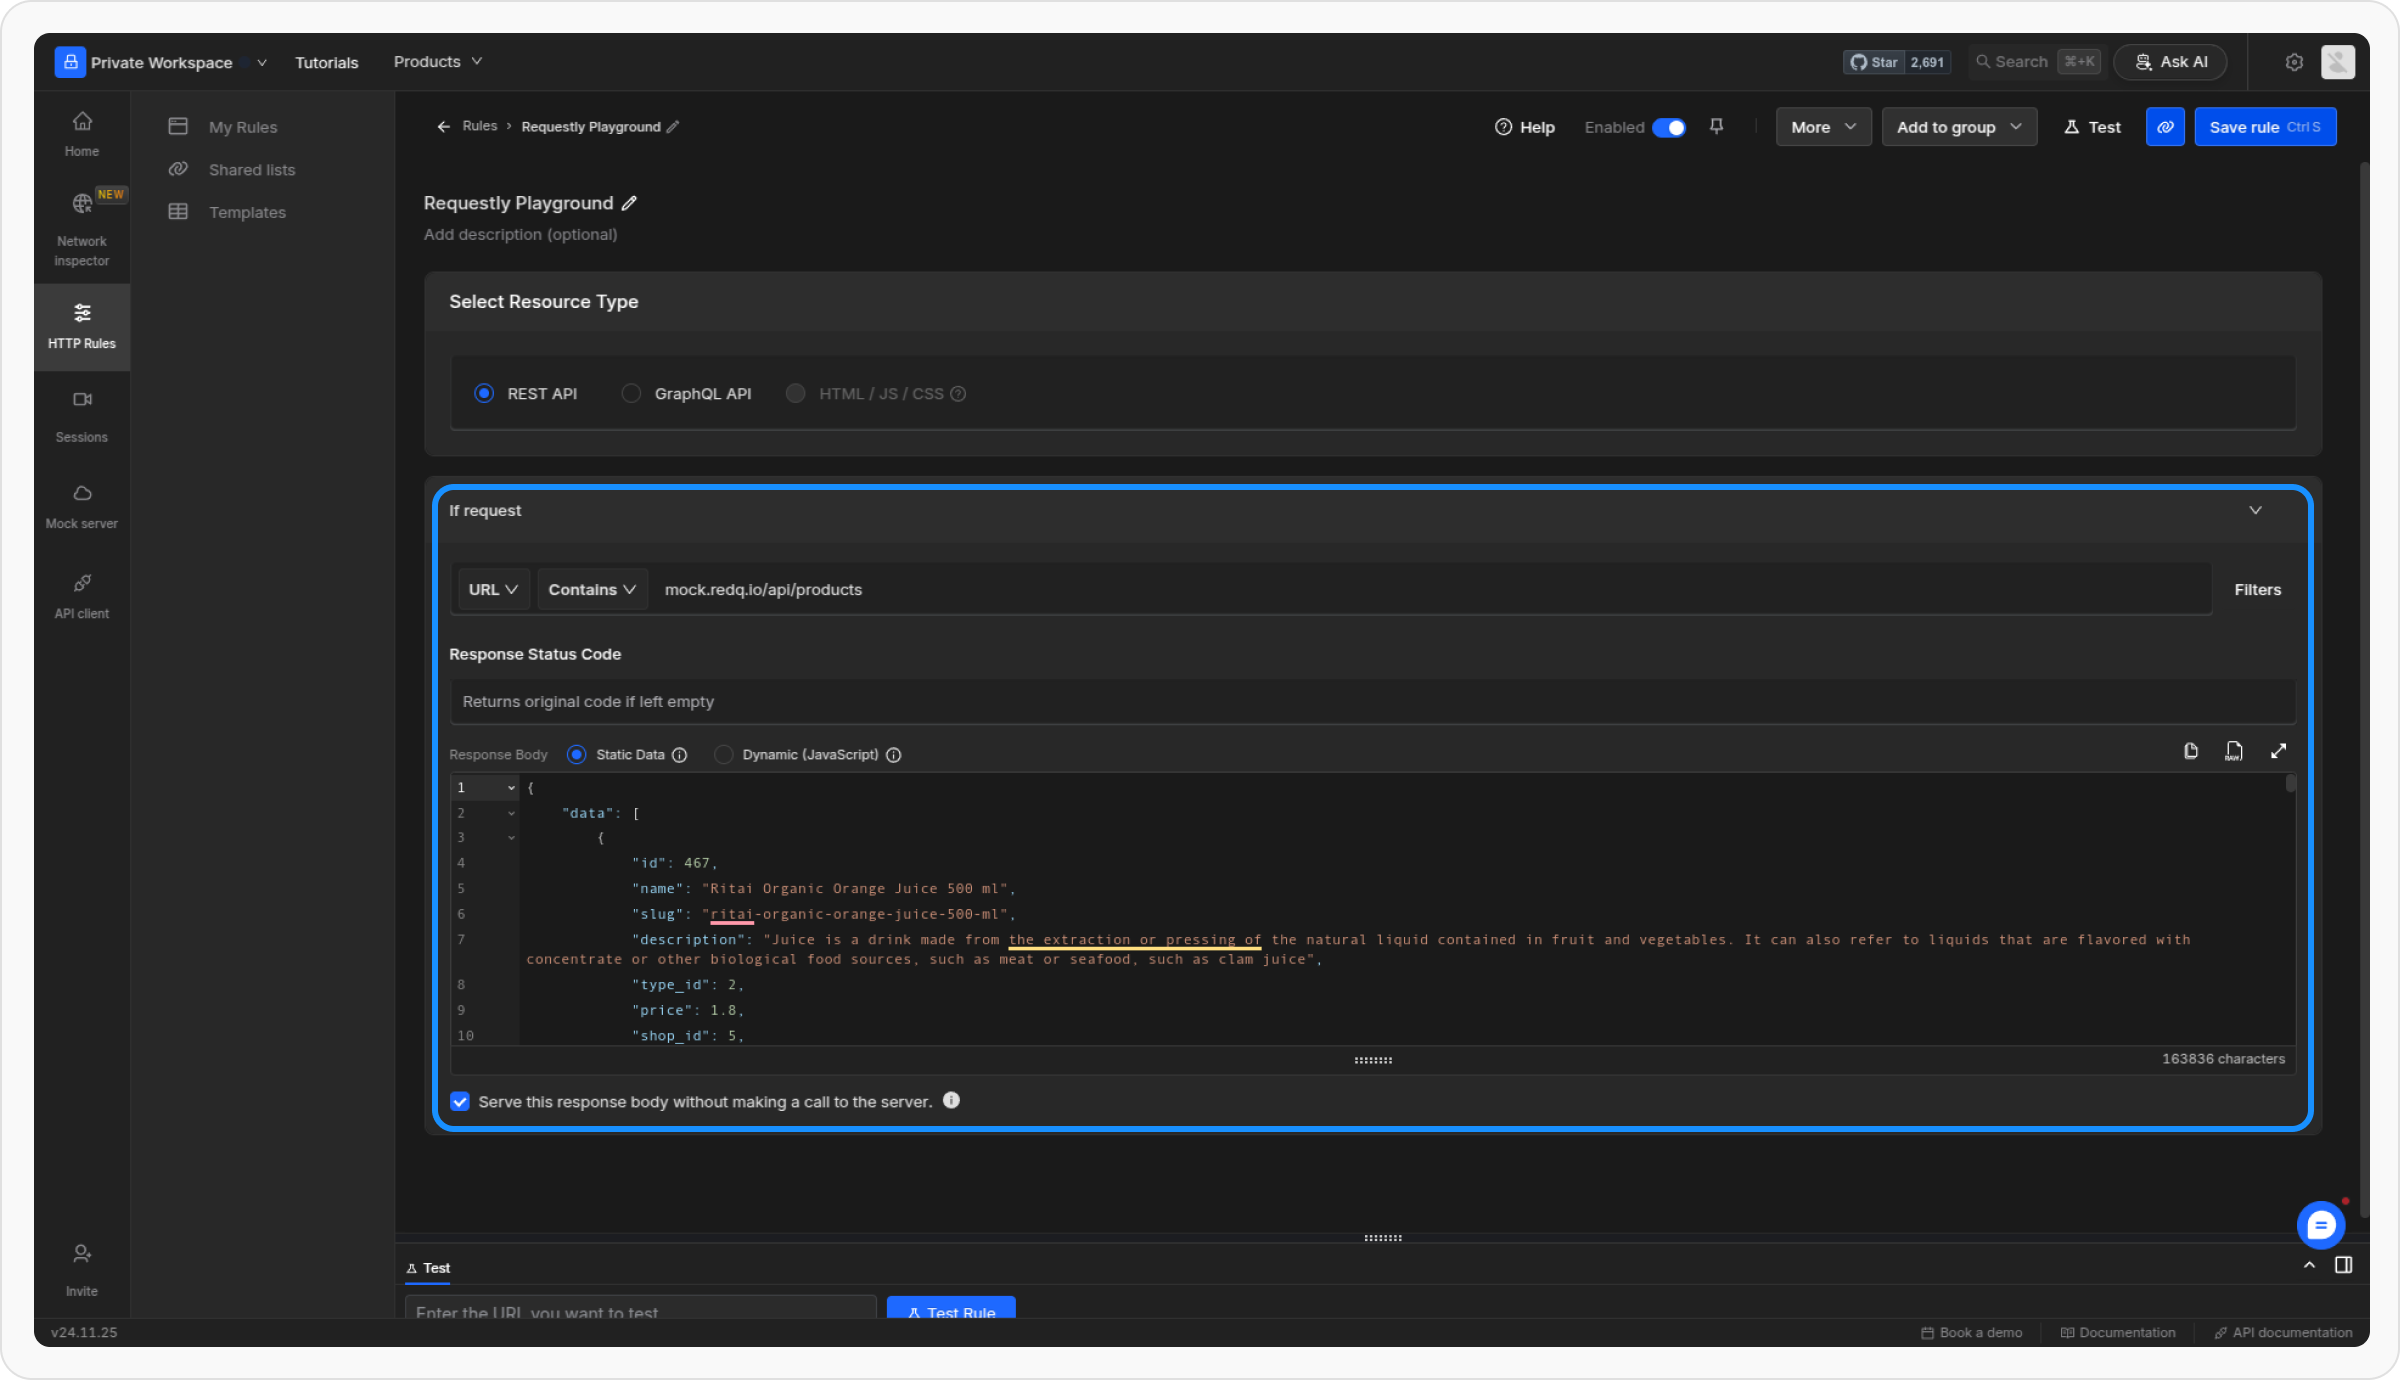 Private Workspace
Tutorials
Products
Star 2,691
Search ⌘+K
Ask AI
Home
NEW
Network
inspector
HTTP Rules
Sessions
Mock server
API client
Invite
My Rules
Shared lists
Templates
Rules › Requestly Playground
Help
Enabled
More
Add to group
Test
Save rule Ctrl S
Requestly Playground
Add description (optional)
Select Resource Type
REST API
GraphQL API
HTML / JS / CSS
If request
URL
Contains
mock.redq.io/api/products
Filters
Response Status Code
Returns original code if left empty
Response Body
Static Data
Dynamic (JavaScript)
RAW
1 {
2 "data": [
3 {
4 "id": 467,
5 "name": "Ritai Organic Orange Juice 500 ml",
6 "slug": "ritai-organic-orange-juice-500-ml",
7 "description": "Juice is a drink made from the extraction or pressing of the natural liquid contained in fruit and vegetables. It can also refer to liquids that are flavored with
concentrate or other biological food sources, such as meat or seafood, such as clam juice",
8 "type_id": 2,
9 "price": 1.8,
10 "shop_id": 5,
163836 characters
Serve this response body without making a call to the server.
Test
Enter the URL you want to test
Test Rule
v24.11.25
Book a demo
Documentation
API documentation